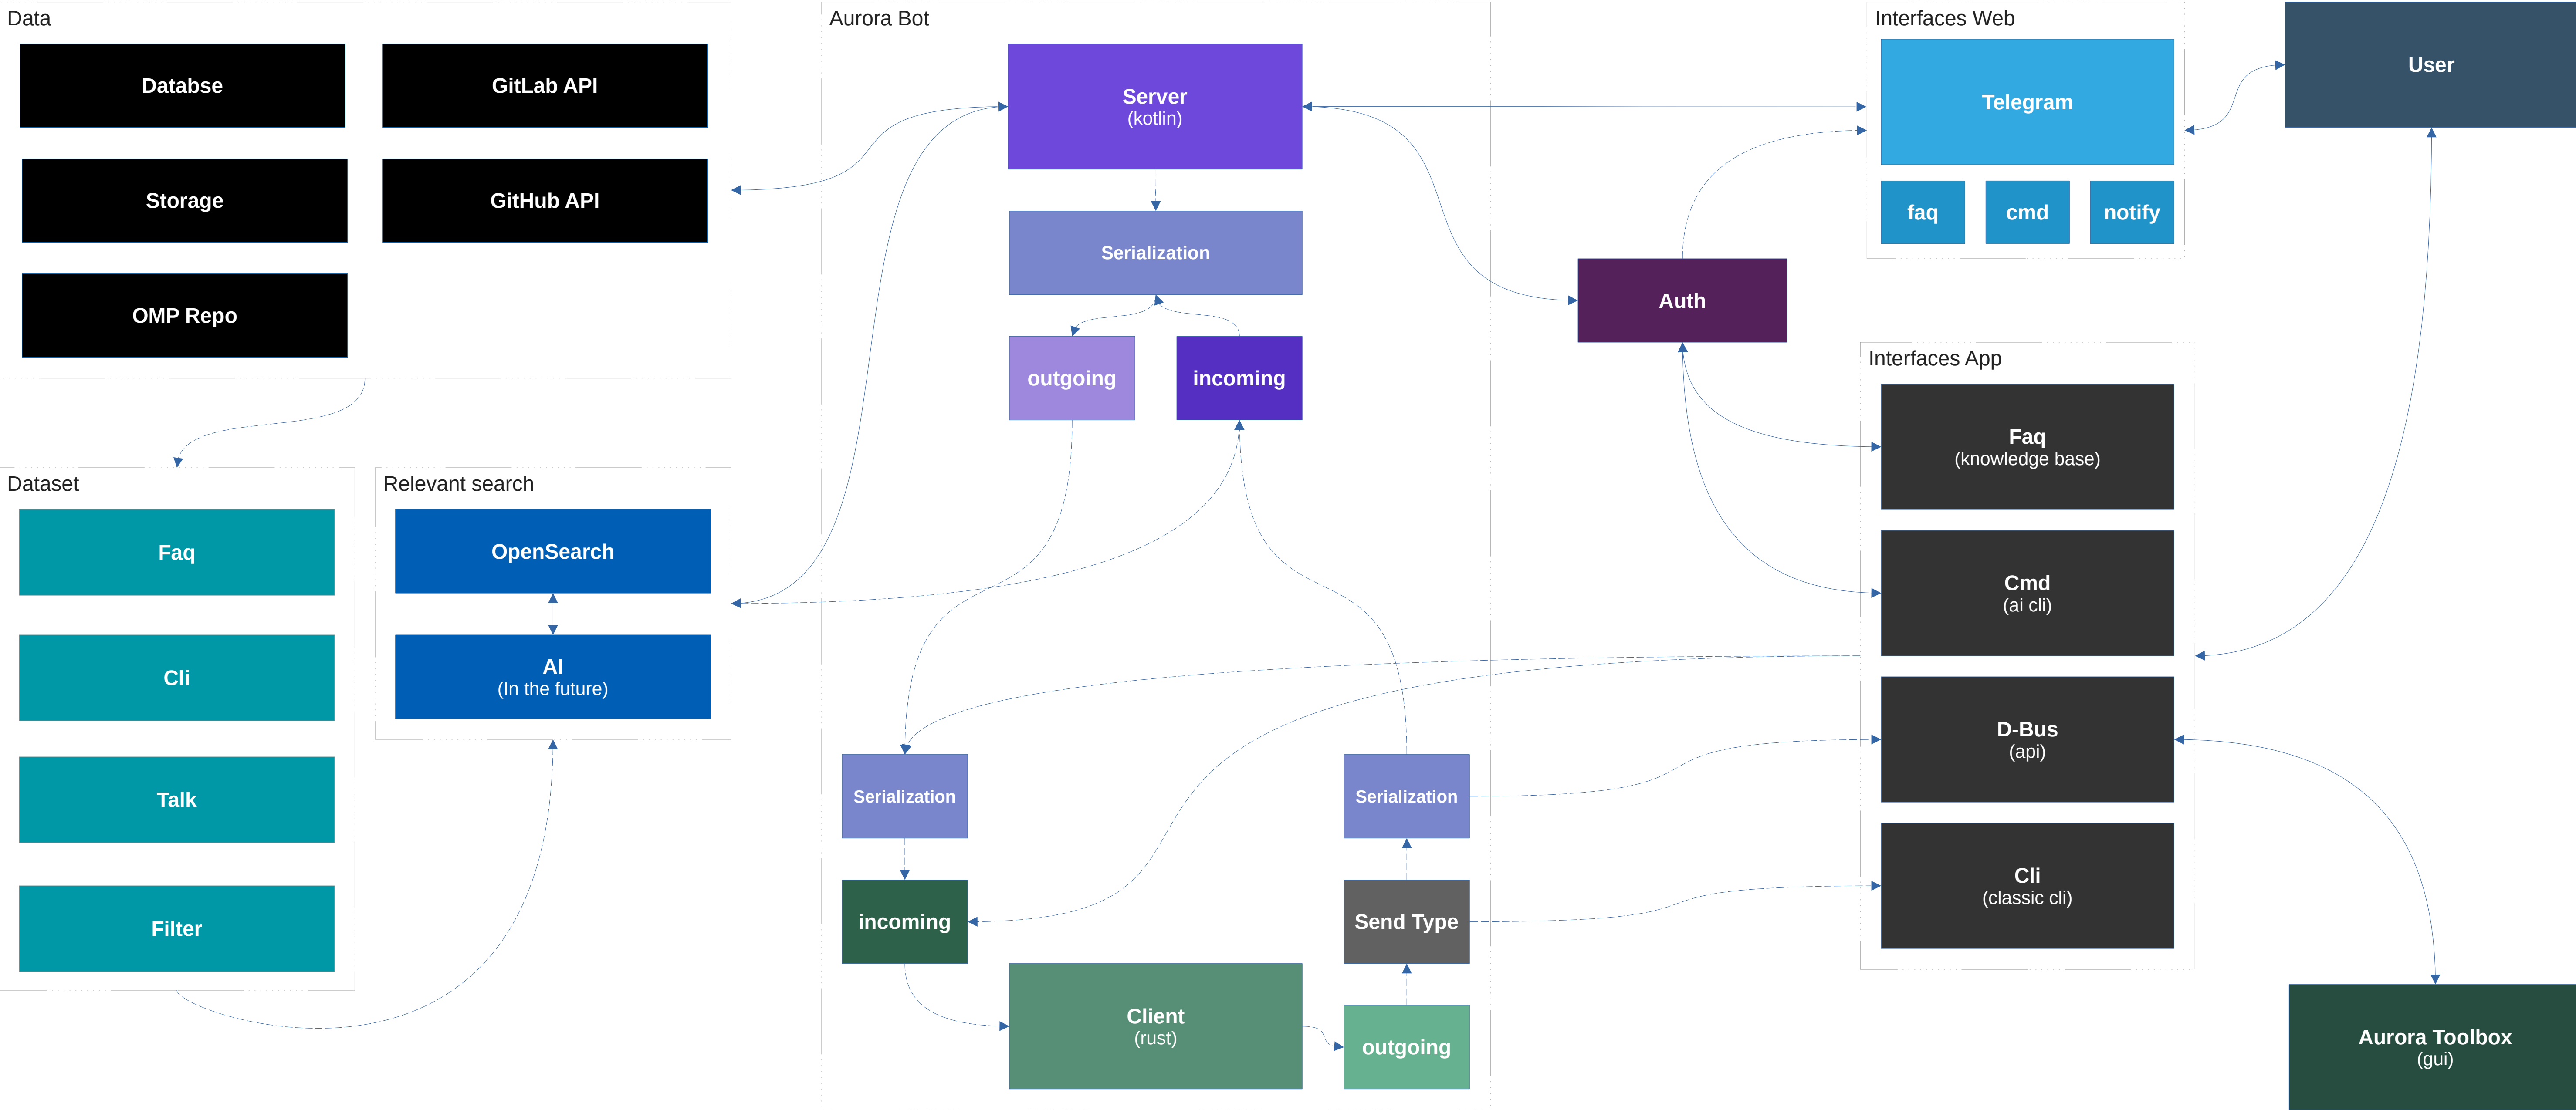 Data
Databse
GitLab API
Storage
GitHub API
OMP Repo
Dataset
Faq
Cli
Talk
Filter
Relevant search
OpenSearch
AI
(In the future)
Aurora Bot
Server
(kotlin)
Serialization
outgoing
incoming
Serialization
Serialization
incoming
Send Type
Client
(rust)
outgoing
Auth
Interfaces Web
Telegram
faq
cmd
notify
Interfaces App
Faq
(knowledge base)
Cmd
(ai cli)
D-Bus
(api)
Cli
(classic cli)
User
Aurora Toolbox
(gui)